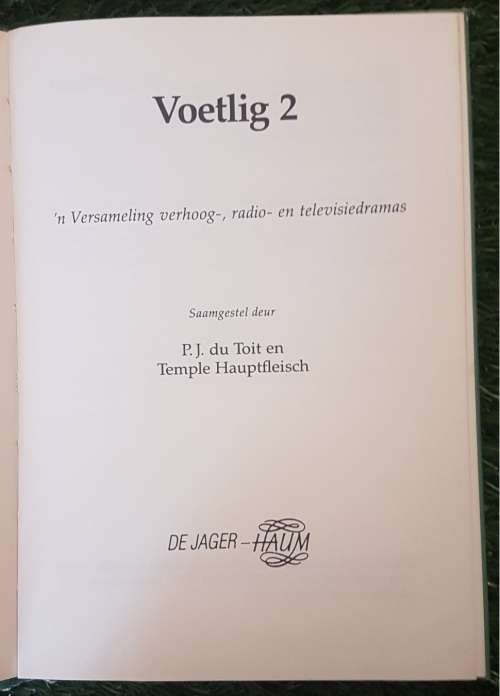 Voetlig 2
'n Versameling verhoog-, radio- en televisiedramas
Saamgestel deur
P. J. du Toit en
Temple Hauptfleisch
DE JAGER – HAUM